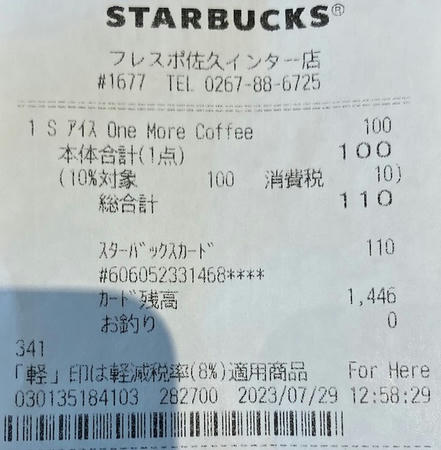 STARBUCKS®
フレスポ佐久インター店
#1677 TEL 0267-88-6725
1 S アイス One More Coffee 100
本体合計(1点) 100
(10%対象 100 消費税 10)
総合計 110
スターバックスカード 110
#606052331468****
カード残高 1,446
お釣り 0
341
「軽」印は軽減税率(8%)適用商品 For Here
030135184103 282700 2023/07/29 12:58:29